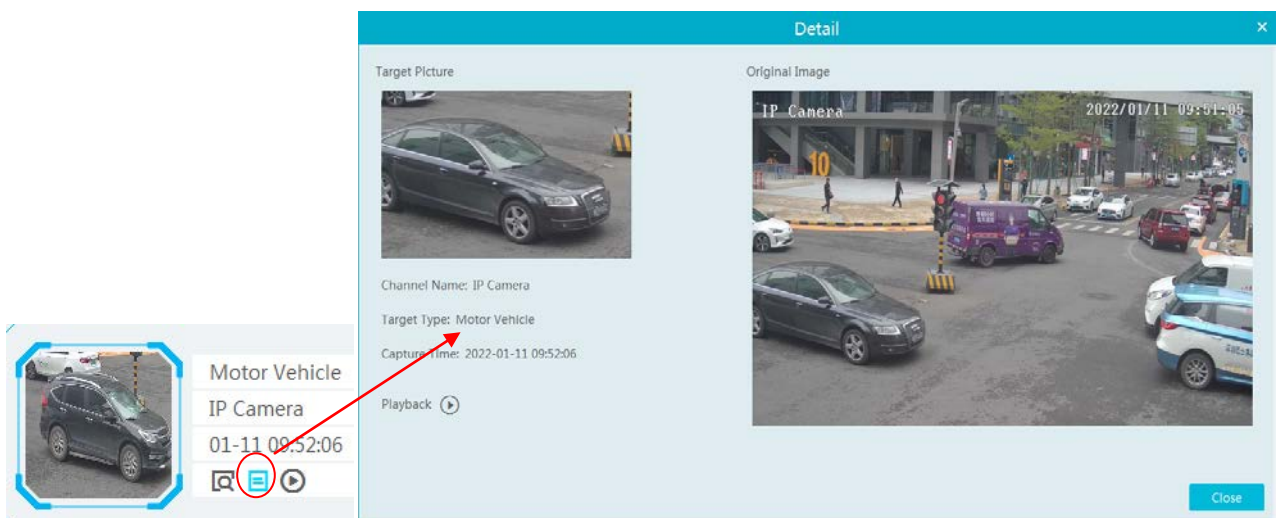 Detail
×
Target Picture
Original Image
IP Camera
2022/01/11 09:51:05
10
Channel Name: IP Camera
Target Type: Motor Vehicle
Capture Time: 2022-01-11 09:52:06
Playback
Motor Vehicle
IP Camera
01-11 09:52:06
Close